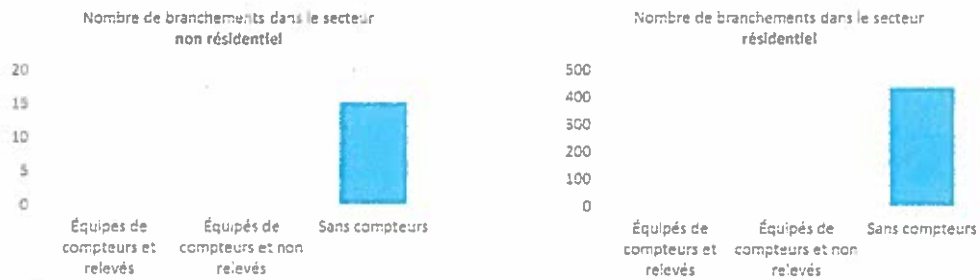 Nombre de branchements dans le secteur
non résidentiel
20
15
10
5
0
Équipes de
compteurs et
relevés
Équipés de
compteurs et non
relevés
Sans compteurs
Nombre de branchements dans le secteur
résidentiel
500
400
300
200
100
0
Équipés de
compteurs et
relevés
Équipés de
compteurs et non
relevés
Sans compteurs